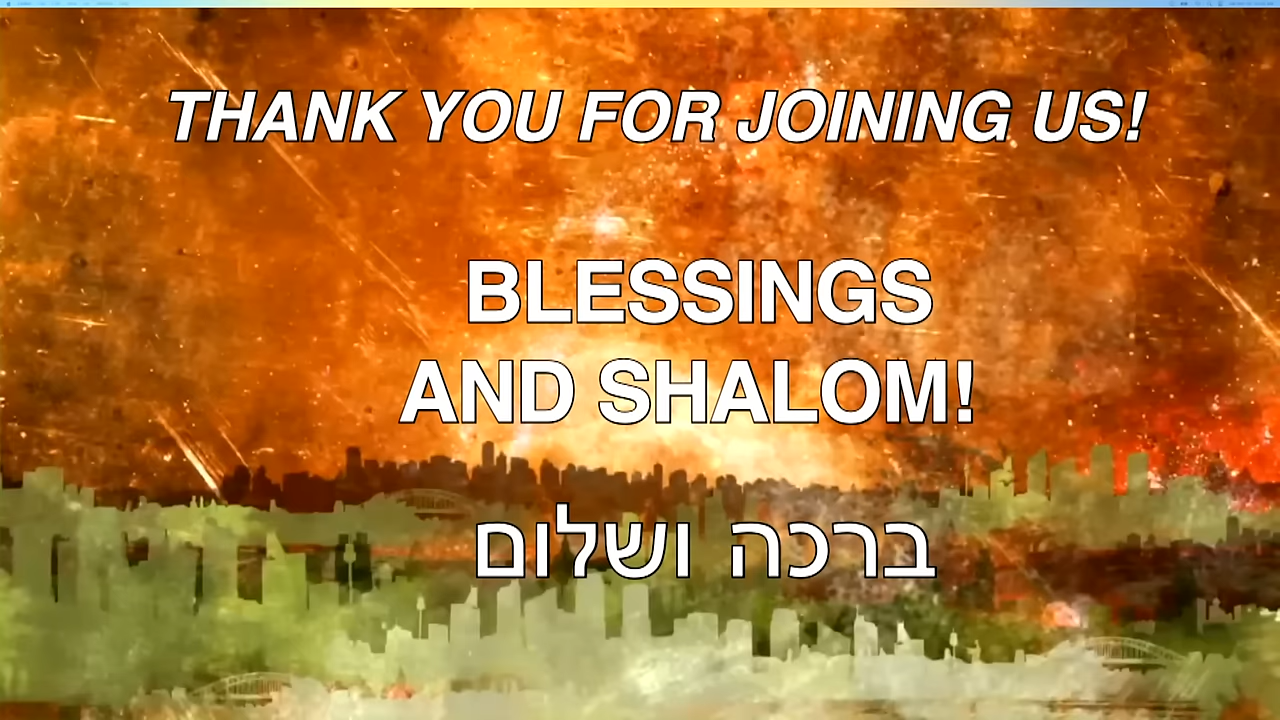 THANK YOU FOR JOINING US!
BLESSINGS
AND SHALOM!
ברכה ושלום